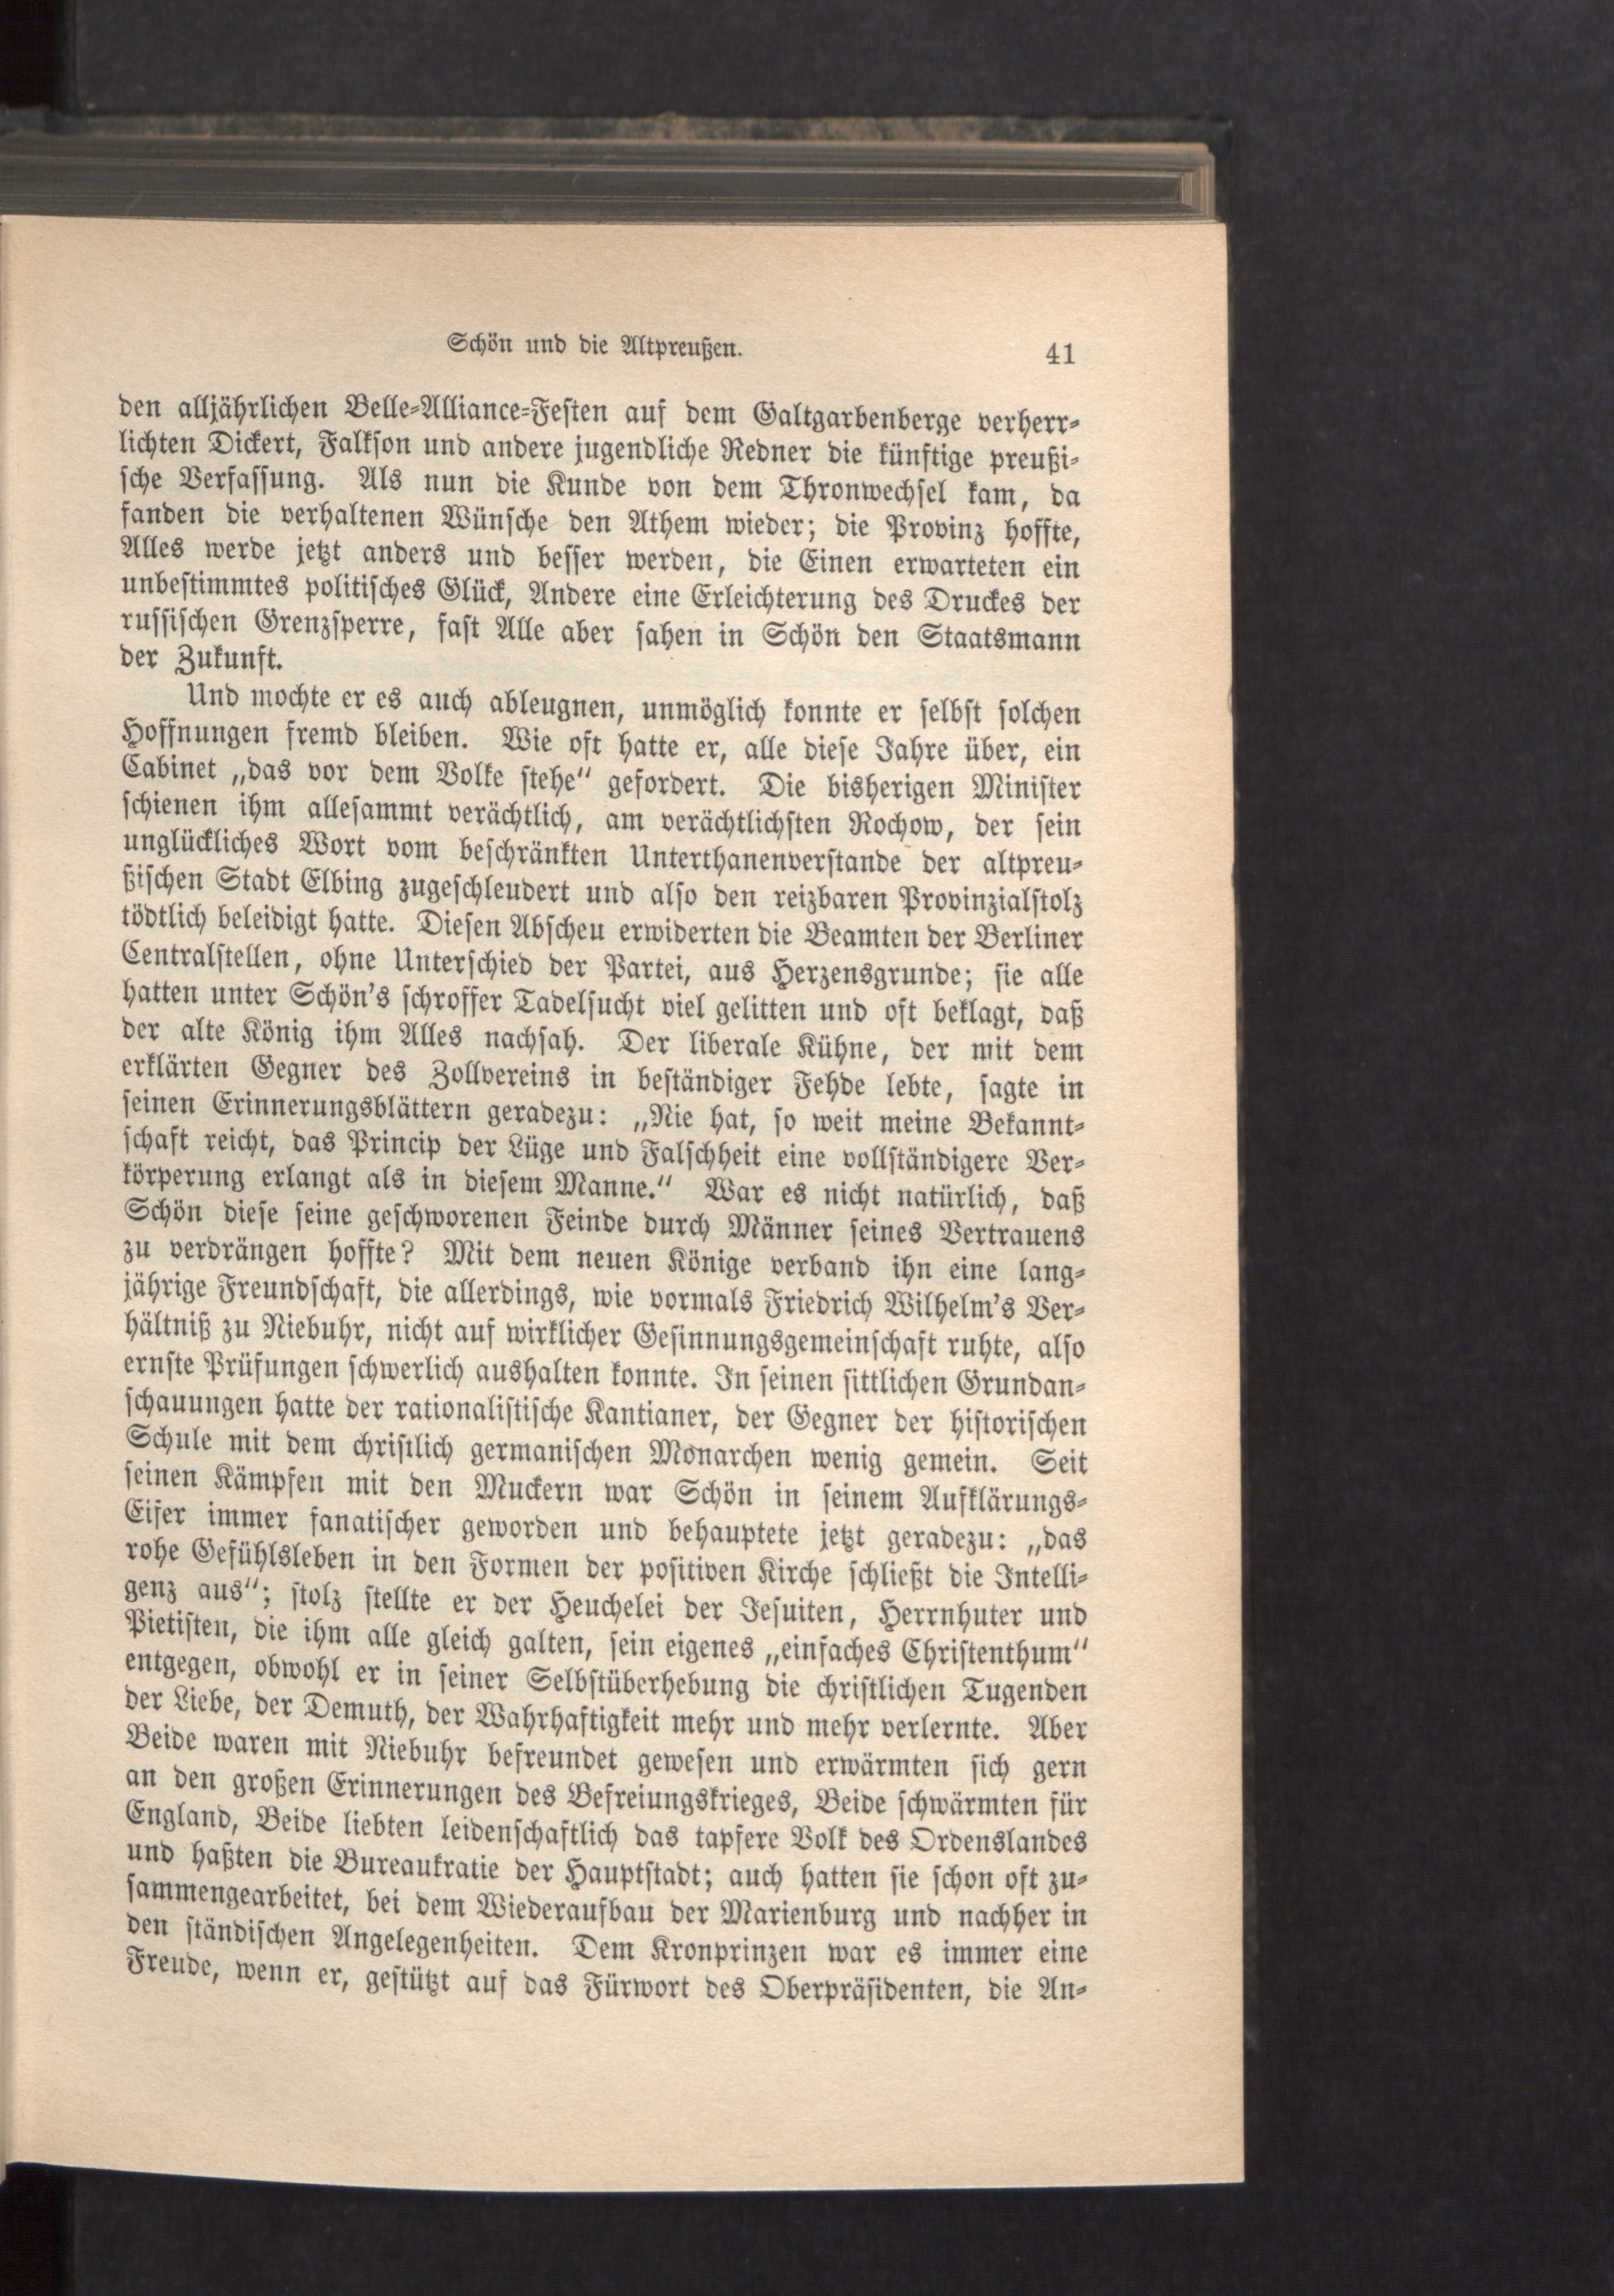 Schön und die Altpreußen. 41
den alljährlichen Belle-Alliance-Festen auf dem Galtgarbenberge verherr-
lichten Dickert, Falkson und andere jugendliche Redner die künftige preußi-
sche Verfassung. Als nun die Kunde von dem Thronwechsel kam, da
fanden die verhaltenen Wünsche den Athem wieder; die Provinz hoffte,
Alles werde jetzt anders und besser werden, die Einen erwarteten ein
unbestimmtes politisches Glück, Andere eine Erleichterung des Druckes der
russischen Grenzsperre, fast Alle aber sahen in Schön den Staatsmann
der Zukunft.
Und mochte er es auch ableugnen, unmöglich konnte er selbst solchen
Hoffnungen fremd bleiben. Wie oft hatte er, alle diese Jahre über, ein
Cabinet „das vor dem Volke stehe“ gefordert. Die bisherigen Minister
schienen ihm allesammt verächtlich, am verächtlichsten Rochow, der sein
unglückliches Wort vom beschränkten Unterthanenverstande der altpreu-
ßischen Stadt Elbing zugeschleudert und also den reizbaren Provinzialstolz
tödtlich beleidigt hatte. Diesen Abscheu erwiderten die Beamten der Berliner
Centralstellen, ohne Unterschied der Partei, aus Herzensgrunde; sie alle
hatten unter Schön's schroffer Tadelsucht viel gelitten und oft beklagt, daß
der alte König ihm Alles nachsah. Der liberale Kühne, der mit dem
erklärten Gegner des Zollvereins in beständiger Fehde lebte, sagte in
seinen Erinnerungsblättern geradezu: „Nie hat, so weit meine Bekannt-
schaft reicht, das Princip der Lüge und Falschheit eine vollständigere Ver-
körperung erlangt als in diesem Manne.“ War es nicht natürlich, daß
Schön diese seine geschworenen Feinde durch Männer seines Vertrauens
zu verdrängen hoffte? Mit dem neuen Könige verband ihn eine lang-
jährige Freundschaft, die allerdings, wie vormals Friedrich Wilhelm's Ver-
hältniß zu Niebuhr, nicht auf wirklicher Gesinnungsgemeinschaft ruhte, also
ernste Prüfungen schwerlich aushalten konnte. In seinen sittlichen Grundan-
schauungen hatte der rationalistische Kantianer, der Gegner der historischen
Schule mit dem christlich germanischen Monarchen wenig gemein. Seit
seinen Kämpfen mit den Muckern war Schön in seinem Aufklärungs-
Eifer immer fanatischer geworden und behauptete jetzt geradezu: „das
rohe Gefühlsleben in den Formen der positiven Kirche schließt die Intelli-
genz aus“; stolz stellte er der Heuchelei der Jesuiten, Herrnhuter und
Pietisten, die ihm alle gleich galten, sein eigenes „einfaches Christenthum“
entgegen, obwohl er in seiner Selbstüberhebung die christlichen Tugenden
der Liebe, der Demuth, der Wahrhaftigkeit mehr und mehr verlernte. Aber
Beide waren mit Niebuhr befreundet gewesen und erwärmten sich gern
an den großen Erinnerungen des Befreiungskrieges, Beide schwärmten für
England, Beide liebten leidenschaftlich das tapfere Volk des Ordenslandes
und haßten die Bureaukratie der Hauptstadt; auch hatten sie schon oft zu-
sammengearbeitet, bei dem Wiederaufbau der Marienburg und nachher in
den ständischen Angelegenheiten. Dem Kronprinzen war es immer eine
Freude, wenn er, gestützt auf das Fürwort des Oberpräsidenten, die An-